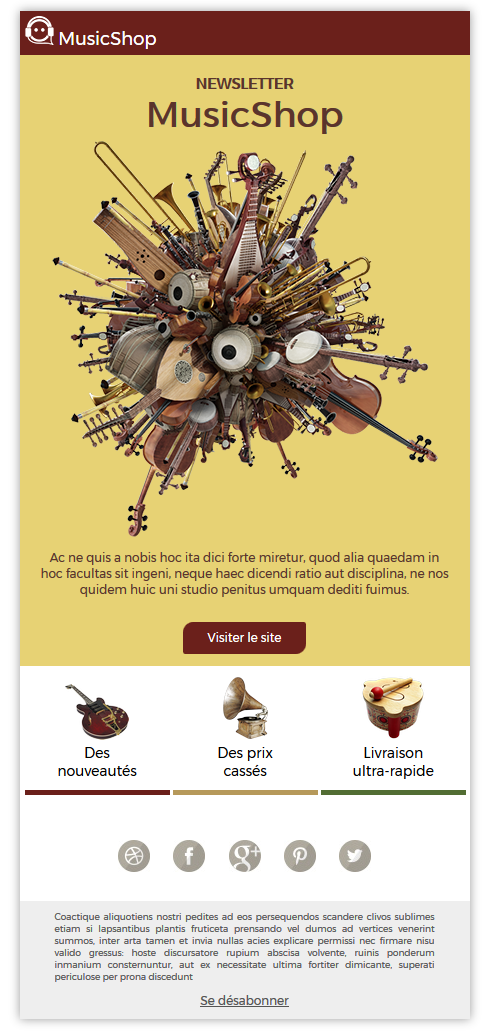 MusicShop
NEWSLETTER
MusicShop
Ac ne quis a nobis hoc ita dici forte miretur, quod alia quaedam in
hoc facultas sit ingeni, neque haec dicendi ratio aut disciplina, ne nos
quidem huic uni studio penitus umquam dediti fuimus.
Visiter le site
Des
nouveautés
Des prix
cassés
Livraison
ultra-rapide
Coactique aliquotiens nostri pedites ad eos persequendos scandere clivos sublimes
etiam si lapsantibus plantis fruticeta prensando vel dumos ad vertices venerint
summos, inter arta tamen et invia nullas acies explicare permissi nec firmare nisu
valido gressus: hoste discursatore rupium abscisa volvente, ruinis ponderum
inmanium consternuntur, aut ex necessitate ultima fortiter dimicante, superati
periculose per prona discedunt
Se désabonner